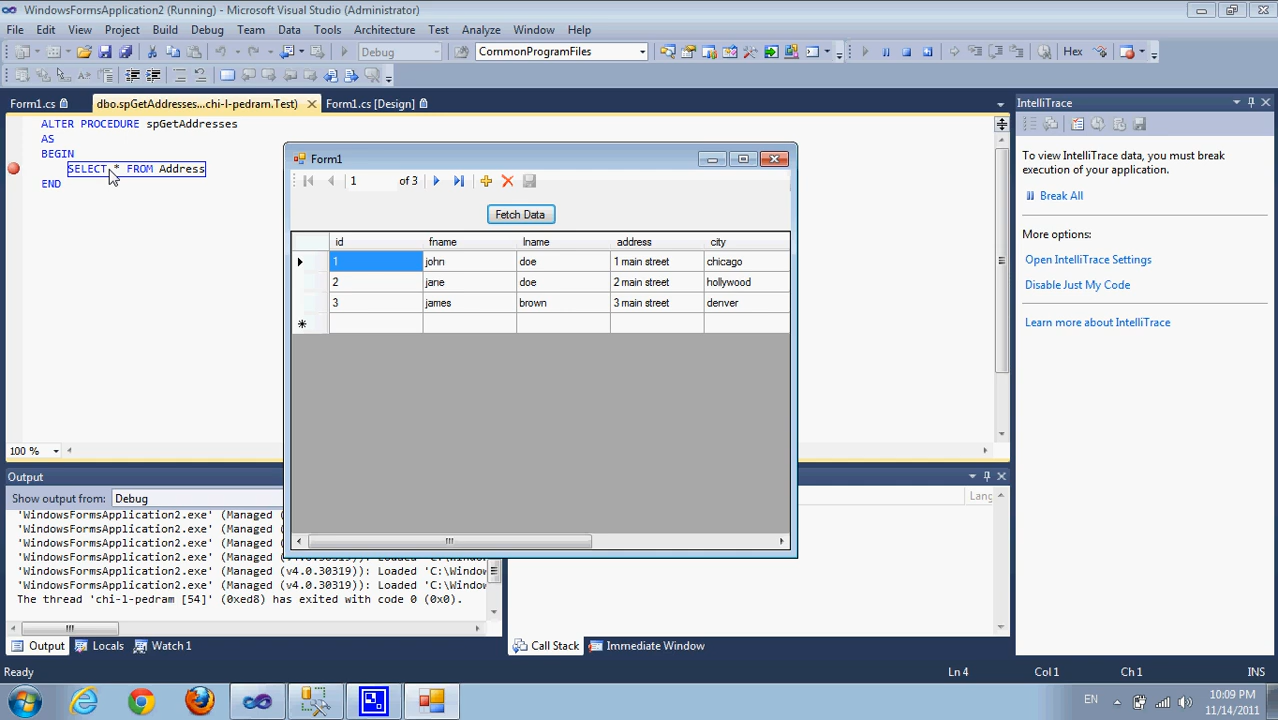 WindowsFormsApplication2 (Running) - Microsoft Visual Studio (Administrator)
File Edit View Project Build Debug Team Data Tools Architecture Test Analyze Window Help
Debug CommonProgramFiles Hex
Form1.cs dbo.spGetAddresses...chi-l-pedram.Test) Form1.cs [Design] IntelliTrace
ALTER PROCEDURE spGetAddresses
AS
BEGIN
SELECT * FROM Address
END
Form1
1 of 3
Fetch Data
id fname lname address city
1 john doe 1 main street chicago
2 jane doe 2 main street hollywood
3 james brown 3 main street denver
To view IntelliTrace data, you must break
execution of your application.
Break All
More options:
Open IntelliTrace Settings
Disable Just My Code
Learn more about IntelliTrace
100 %
Output
Show output from: Debug
Lang
'WindowsFormsApplication2.exe' (Managed (
'WindowsFormsApplication2.exe' (Managed (
'WindowsFormsApplication2.exe' (Managed (
'WindowsFormsApplication2.exe' (Managed (
'WindowsFormsApplication2.exe' (Managed (v4.0.30319)): Loaded 'C:\Window
'WindowsFormsApplication2.exe' (Managed (v4.0.30319)): Loaded 'C:\Window
The thread 'chi-l-pedram [54]' (0xed8) has exited with code 0 (0x0).
Output Locals Watch 1 Call Stack Immediate Window
Ready Ln 4 Col 1 Ch 1 INS
EN 10:09 PM
11/14/2011